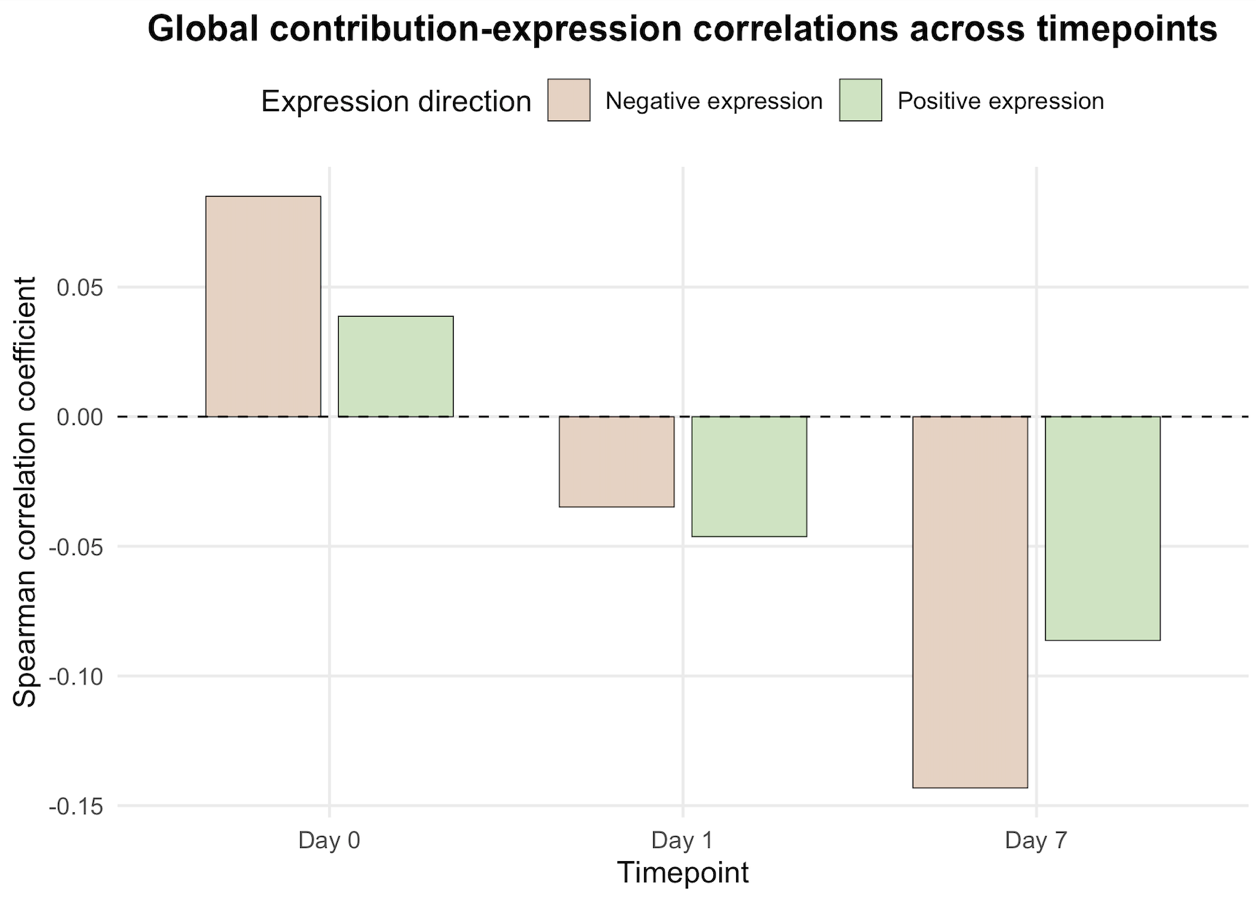 Global contribution-expression correlations across timepoints
Expression direction Negative expression Positive expression
Spearman correlation coefficient
0.05
0.00
-0.05
-0.10
-0.15
Day 0 Day 1 Day 7
Timepoint